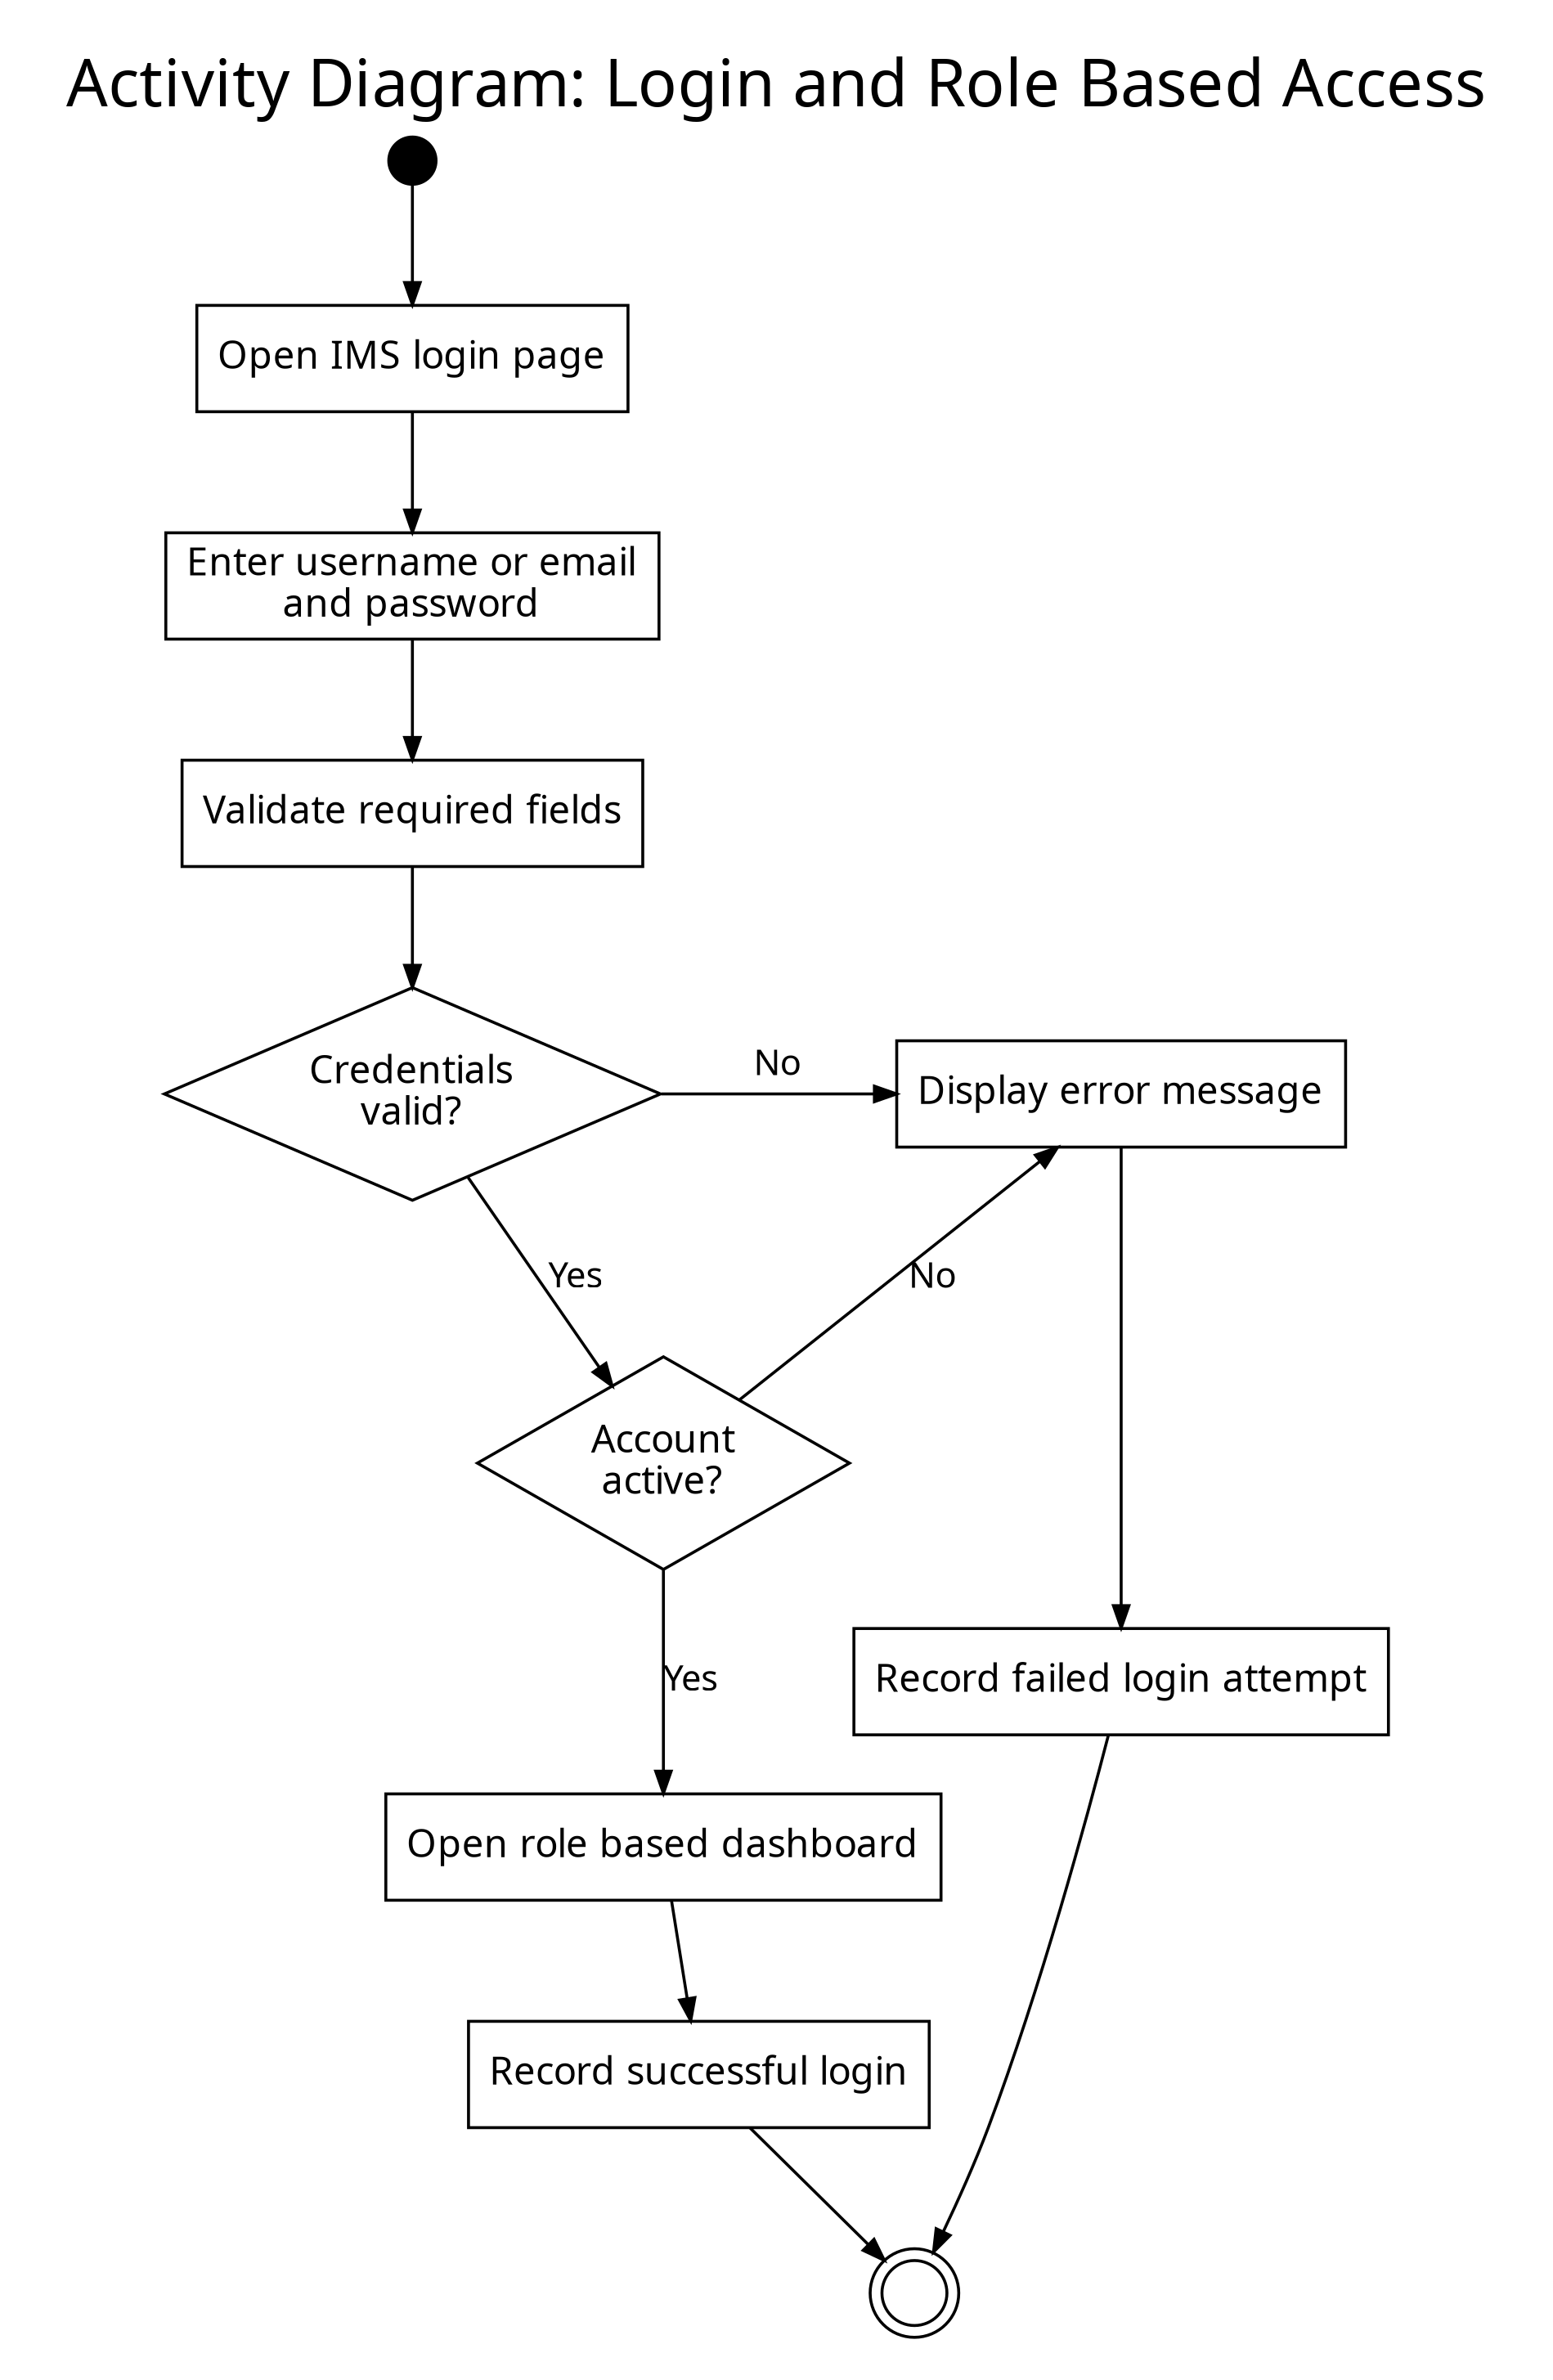 Activity Diagram: Login and Role Based Access
Open IMS login page
Enter username or email
and password
Validate required fields
Credentials
valid?
No
Display error message
Yes
No
Account
active?
Yes
Record failed login attempt
Open role based dashboard
Record successful login